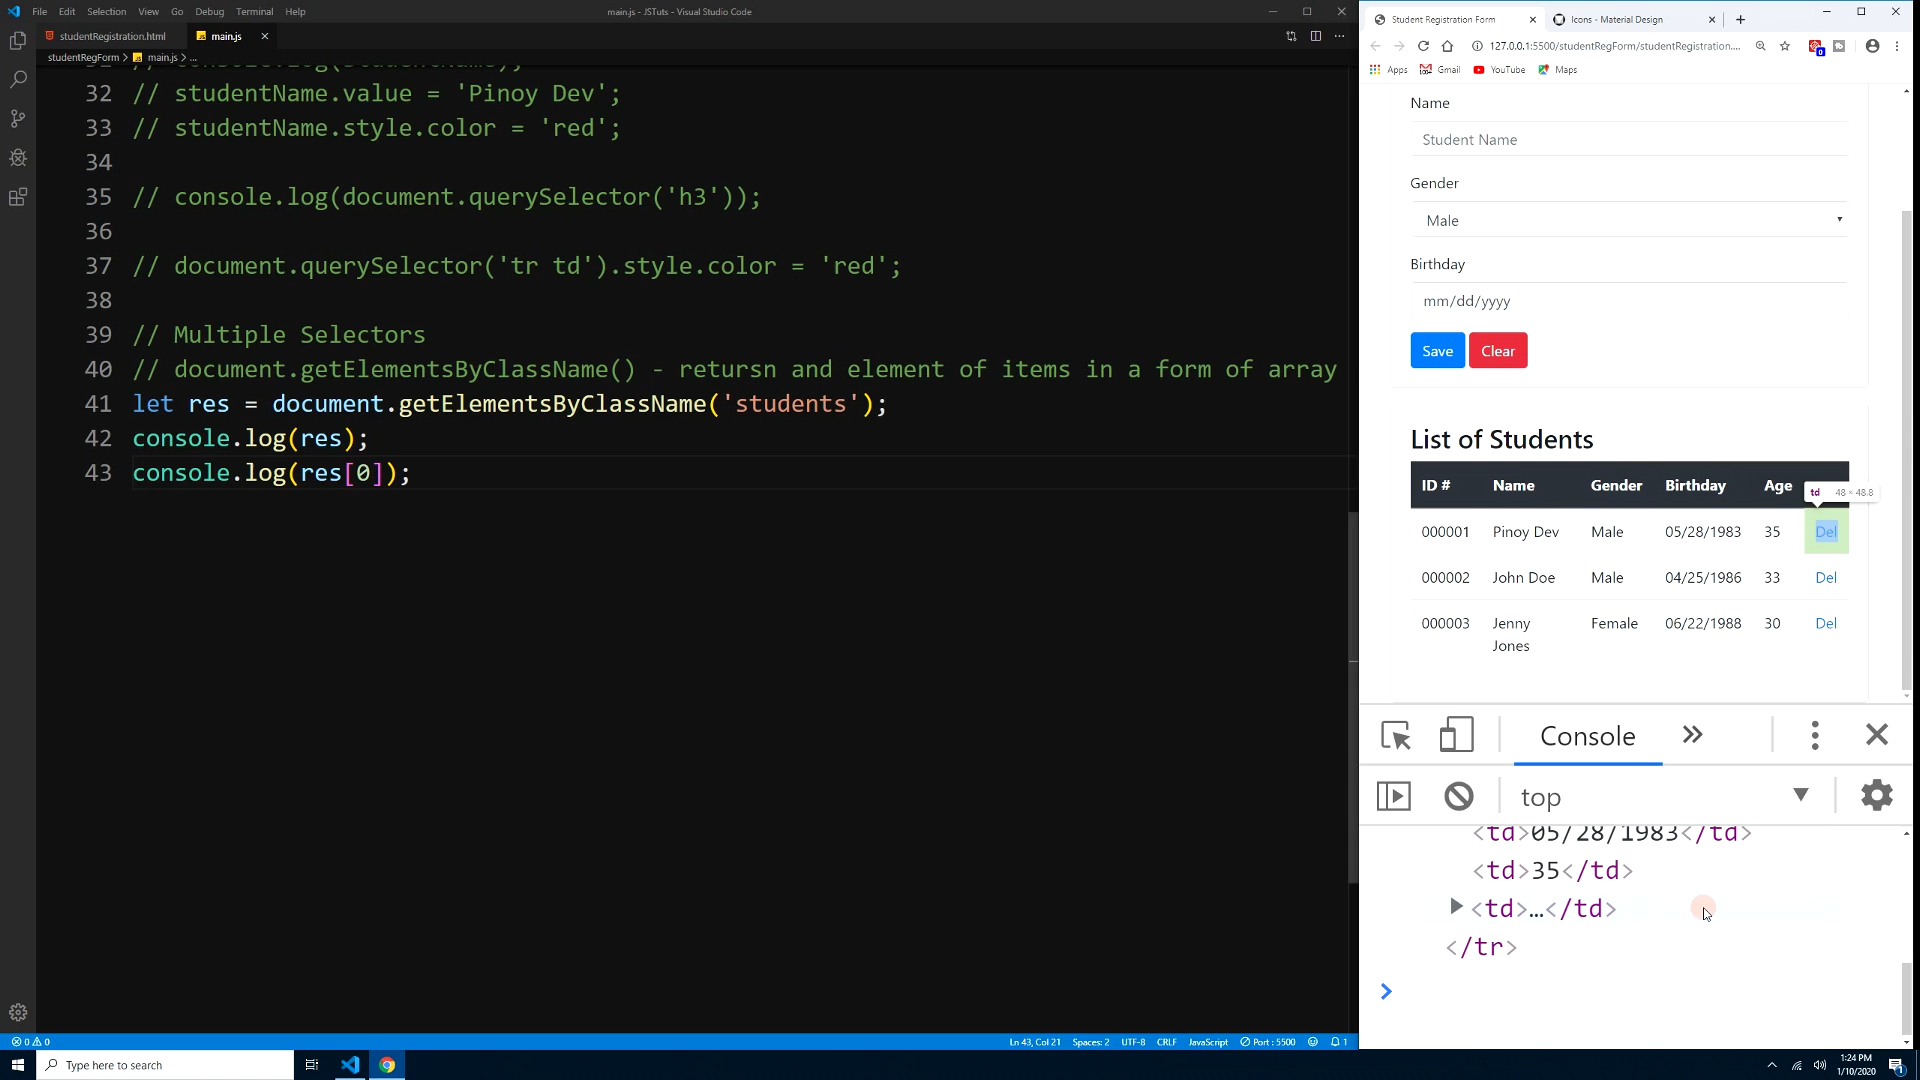 File Edit Selection View Go Debug Terminal Help
main.js - JSTuts - Visual Studio Code
studentRegistration.html
main.js
studentRegForm > main.js > ...
32 // studentName.value = 'Pinoy Dev';
33 // studentName.style.color = 'red';
34
35 // console.log(document.querySelector('h3'));
36
37 // document.querySelector('tr td').style.color = 'red';
38
39 // Multiple Selectors
40 // document.getElementsByClassName() - retursn and element of items in a form of array
41 let res = document.getElementsByClassName('students');
42 console.log(res);
43 console.log(res[0]);
0 0
Ln 43, Col 21 Spaces: 2 UTF-8 CRLF JavaScript Port : 5500 1
Student Registration Form
Icons - Material Design
127.0.0.1:5500/studentRegForm/studentRegistration....
Apps Gmail YouTube Maps
Name
Student Name
Gender
Male
Birthday
mm/dd/yyyy
Save Clear
List of Students
ID # Name Gender Birthday Age
td 48 × 48.8
000001 Pinoy Dev Male 05/28/1983 35 Del
000002 John Doe Male 04/25/1986 33 Del
000003 Jenny Jones Female 06/22/1988 30 Del
Console
top
<td>05/28/1983</td>
<td>35</td>
<td>…</td>
</tr>
Type here to search
1:24 PM
1/10/2020